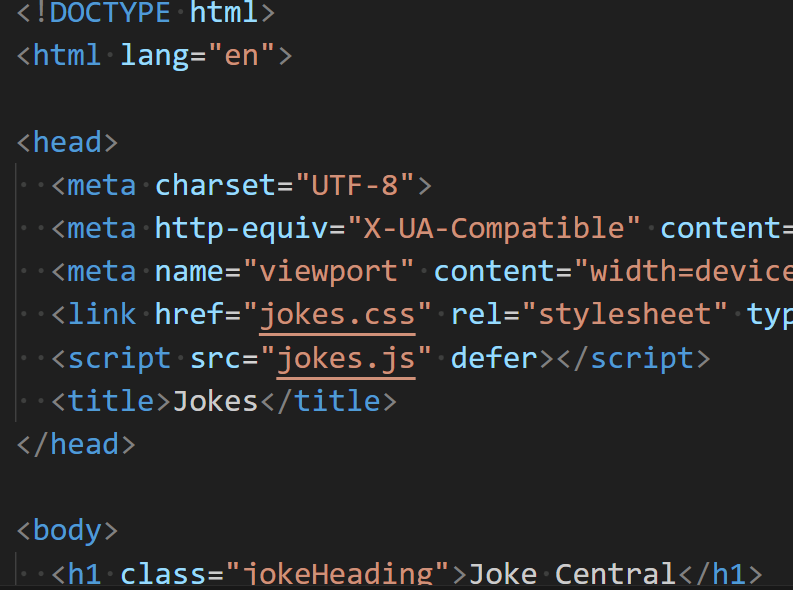 <!DOCTYPE html>
<html lang="en">
<head>
<meta charset="UTF-8">
<meta http-equiv="X-UA-Compatible" content=
<meta name="viewport" content="width=device
<link href="jokes.css" rel="stylesheet" typ
<script src="jokes.js" defer></script>
<title>Jokes</title>
</head>
<body>
<h1 class="jokeHeading">Joke Central</h1>